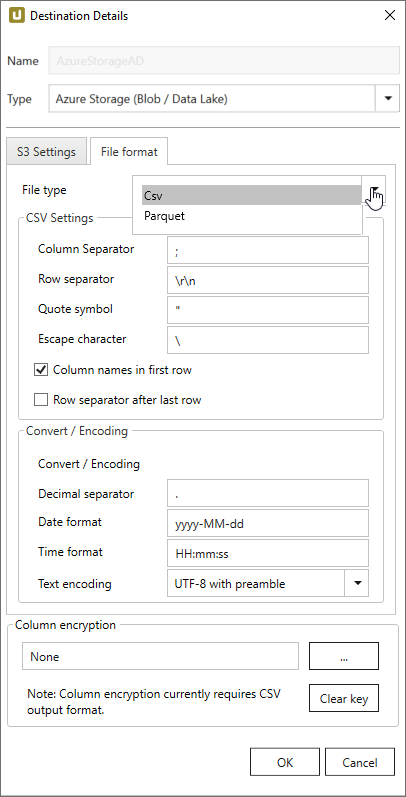 Destination Details
Name AzureStorageAD
Type Azure Storage (Blob / Data Lake)
S3 Settings File format
File type
Csv
Parquet
CSV Settings
Column Separator ;
Row separator \r\n
Quote symbol "
Escape character \
Column names in first row
Row separator after last row
Convert / Encoding
Convert / Encoding
Decimal separator .
Date format yyyy-MM-dd
Time format HH:mm:ss
Text encoding UTF-8 with preamble
Column encryption
None ...
Note: Column encryption currently requires CSV
output format.
Clear key
OK Cancel